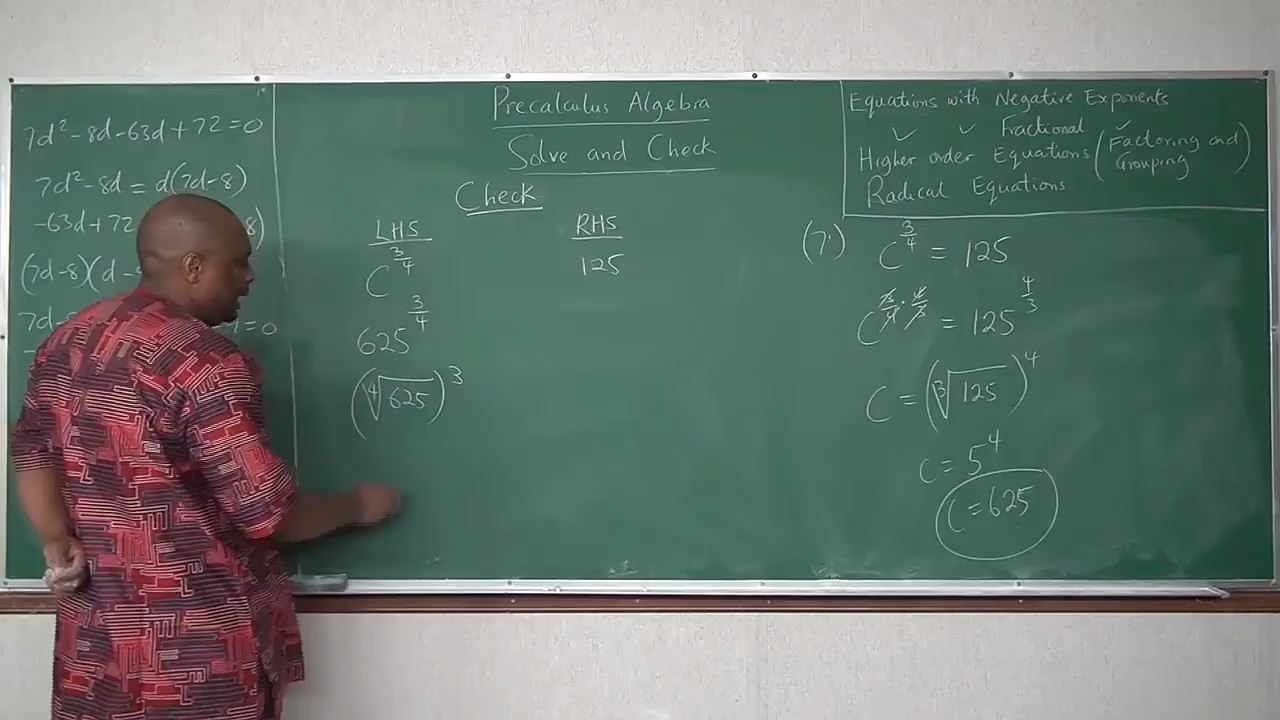 7d² - 8d - 63d + 72 = 0
7d² - 8d = d(7d-8)
-63d + 72
8)
(7d-8)(d -
= 0
Precalculus Algebra
Solve and Check
Check
LHS
C^(3/4)
625^(3/4)
(∜625)³
RHS
125
Equations with Negative Exponents
✓ ✓ Fractional ✓
Higher order Equations (Factoring and Grouping)
Radical Equations
(7.) C^(3/4) = 125
C^(3/4 · 4/3) = 125^(4/3)
C = (∛125)⁴
C = 5⁴
C = 625